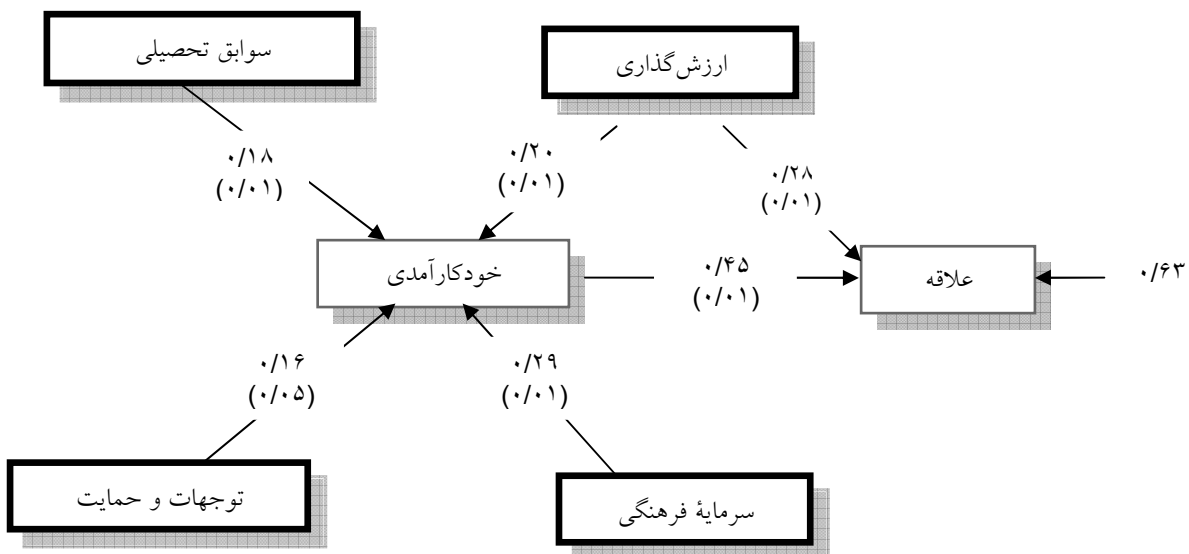 سوابق تحصیلی
ارزش‌گذاری
۰/۱۸
(۰/۰۱)
۰/۲۰
(۰/۰۱)
۰/۲۸
(۰/۰۱)
خودکارآمدی
۰/۴۵
(۰/۰۱)
علاقه
۰/۶۳
۰/۱۶
(۰/۰۵)
۰/۲۹
(۰/۰۱)
توجهات و حمایت
سرمایۀ فرهنگی